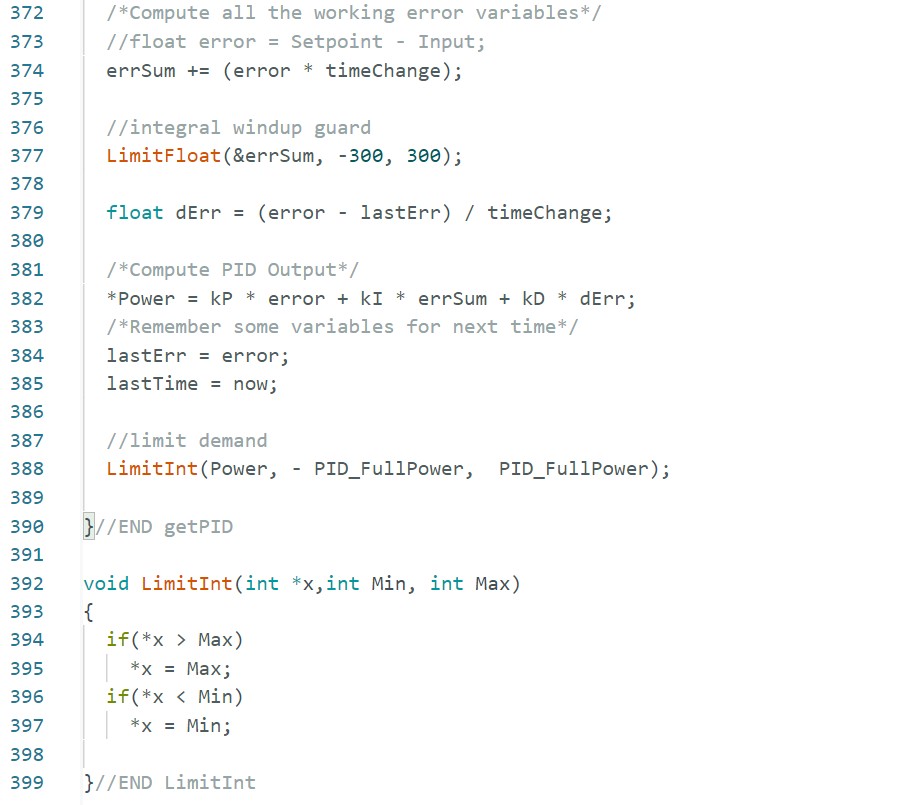 372 /*Compute all the working error variables*/
373 //float error = Setpoint - Input;
374 errSum += (error * timeChange);
375
376 //integral windup guard
377 LimitFloat(&errSum, -300, 300);
378
379 float dErr = (error - lastErr) / timeChange;
380
381 /*Compute PID Output*/
382 *Power = kP * error + kI * errSum + kD * dErr;
383 /*Remember some variables for next time*/
384 lastErr = error;
385 lastTime = now;
386
387 //limit demand
388 LimitInt(Power, - PID_FullPower,  PID_FullPower);
389
390 }//END getPID
391
392 void LimitInt(int *x,int Min, int Max)
393 {
394 if(*x > Max)
395 *x = Max;
396 if(*x < Min)
397 *x = Min;
398
399 }//END LimitInt